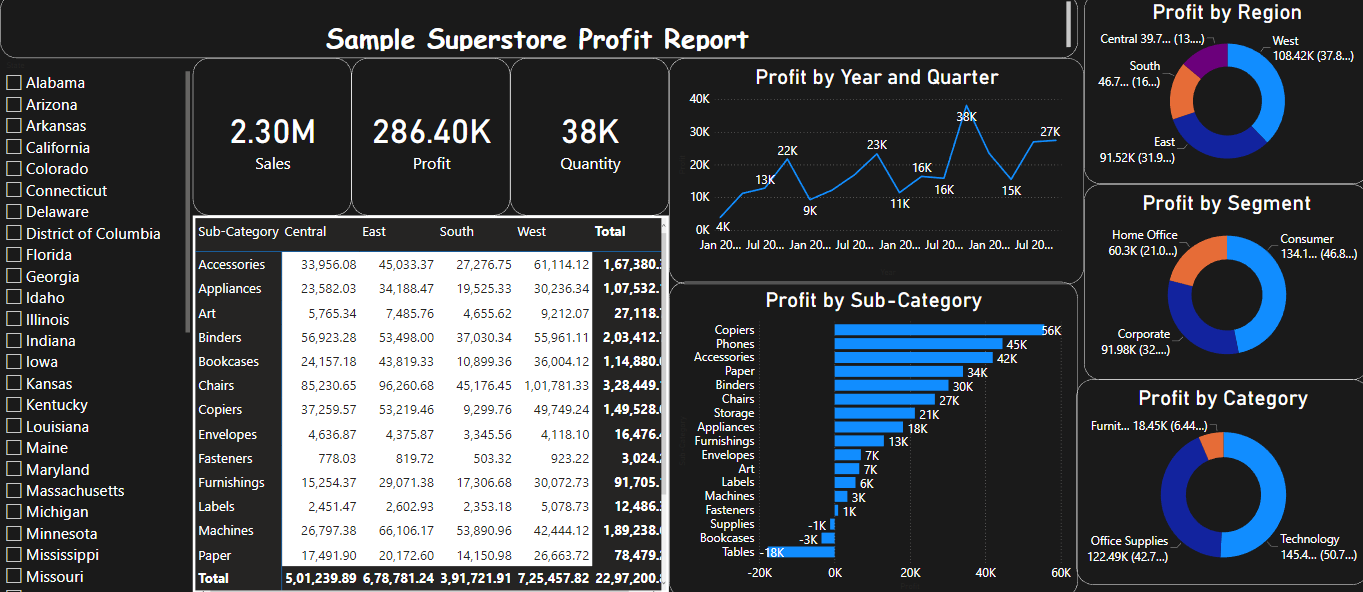 Sample Superstore Profit Report
Alabama
Arizona
Arkansas
California
Colorado
Connecticut
Delaware
District of Columbia
Florida
Georgia
Idaho
Illinois
Indiana
Iowa
Kansas
Kentucky
Louisiana
Maine
Maryland
Massachusetts
Michigan
Minnesota
Mississippi
Missouri
2.30M
Sales
286.40K
Profit
38K
Quantity
Sub-Category Central East South West Total
Accessories 33,956.08 45,033.37 27,276.75 61,114.12 1,67,380.
Appliances 23,582.03 34,188.47 19,525.33 30,236.34 1,07,532.
Art 5,765.34 7,485.76 4,655.62 9,212.07 27,118.
Binders 56,923.28 53,498.00 37,030.34 55,961.11 2,03,412.
Bookcases 24,157.18 43,819.33 10,899.36 36,004.12 1,14,880.
Chairs 85,230.65 96,260.68 45,176.45 1,01,781.33 3,28,449.
Copiers 37,259.57 53,219.46 9,299.76 49,749.24 1,49,528.
Envelopes 4,636.87 4,375.87 3,345.56 4,118.10 16,476.
Fasteners 778.03 819.72 503.32 923.22 3,024.
Furnishings 15,254.37 29,071.38 17,306.68 30,072.73 91,705.
Labels 2,451.47 2,602.93 2,353.18 5,078.73 12,486.
Machines 26,797.38 66,106.17 53,890.96 42,444.12 1,89,238.
Paper 17,491.90 20,172.60 14,150.98 26,663.72 78,479.
Total 5,01,239.89 6,78,781.24 3,91,721.91 7,25,457.82 22,97,200.
Profit by Year and Quarter
40K
30K
20K
10K
0K
4K
13K
22K
9K
23K
11K
16K
16K
38K
15K
27K
Jan 20... Jul 20... Jan 20... Jul 20... Jan 20... Jul 20... Jan 20... Jul 20...
Profit by Sub-Category
Copiers 56K
Phones 45K
Accessories 42K
Paper 34K
Binders 30K
Chairs 27K
Storage 21K
Appliances 18K
Furnishings 13K
Envelopes 7K
Art 7K
Labels 6K
Machines 3K
Fasteners 1K
Supplies -1K
Bookcases -3K
Tables -18K
-20K 0K 20K 40K 60K
Profit by Region
Central 39.7... (13....)
West
108.42K (37.8...)
South
46.7... (16...)
East
91.52K (31.9...)
Profit by Segment
Home Office
60.3K (21.0...)
Consumer
134.1... (46.8...)
Corporate
91.98K (32....)
Profit by Category
Furnit... 18.45K (6.44...)
Office Supplies
122.49K (42.7...)
Technology
145.4... (50.7...)